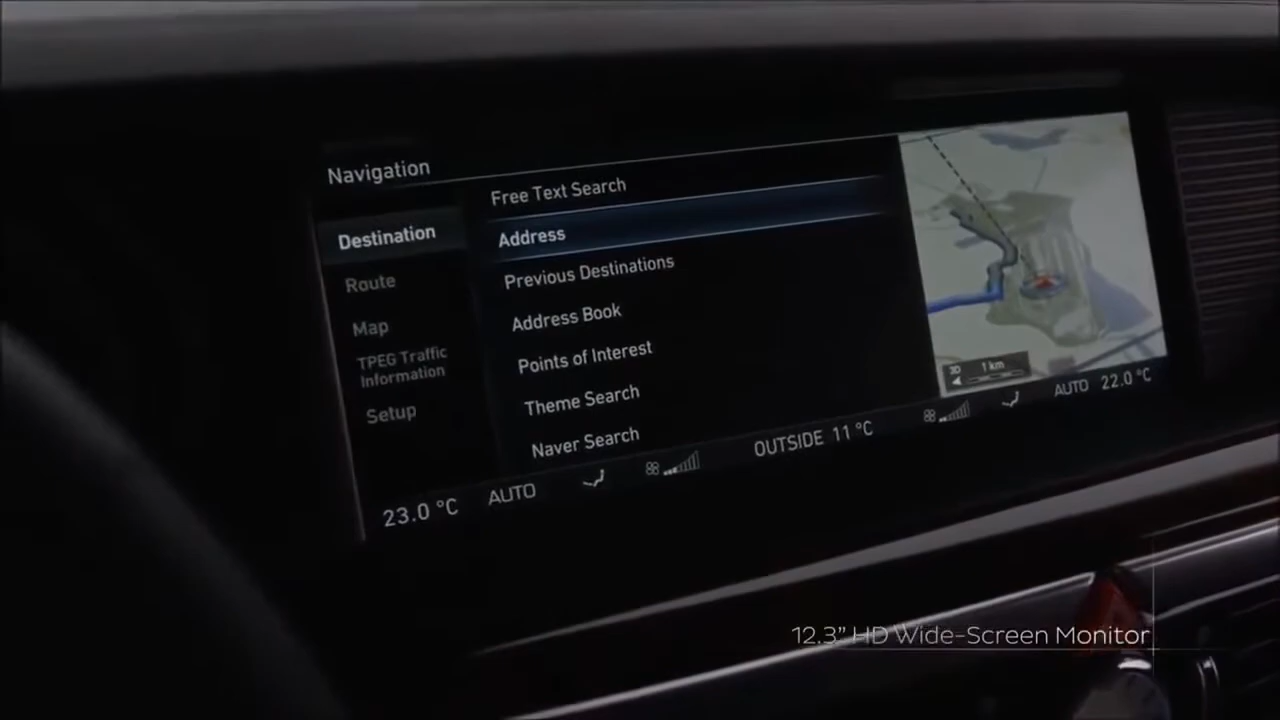 Navigation
Destination
Route
Map
TPEG Traffic
Information
Setup
Free Text Search
Address
Previous Destinations
Address Book
Points of Interest
Theme Search
Naver Search
3D
1 km
23.0 °C
AUTO
OUTSIDE 11 °C
AUTO
22.0 °C
12.3” HD Wide-Screen Monitor